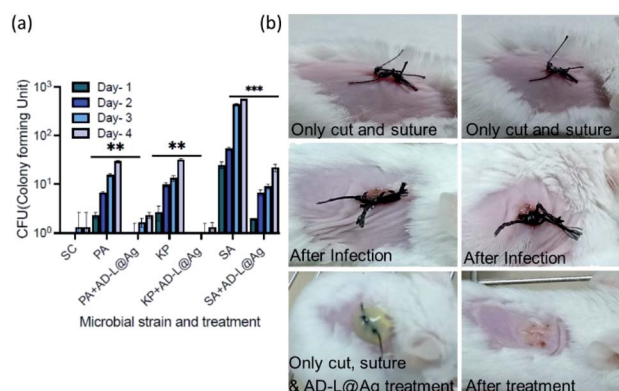 (a)
CFU(Colony forming Unit)
10³
10²
10¹
10⁰
Day- 1
Day- 2
Day- 3
Day- 4
**
**
***
SC
PA
PA+AD-L@Ag
KP
KP+AD-L@Ag
SA
SA+AD-L@Ag
Microbial strain and treatment
(b)
Only cut and suture
Only cut and suture
After Infection
After Infection
Only cut, suture
& AD-L@Ag treatment
After treatment